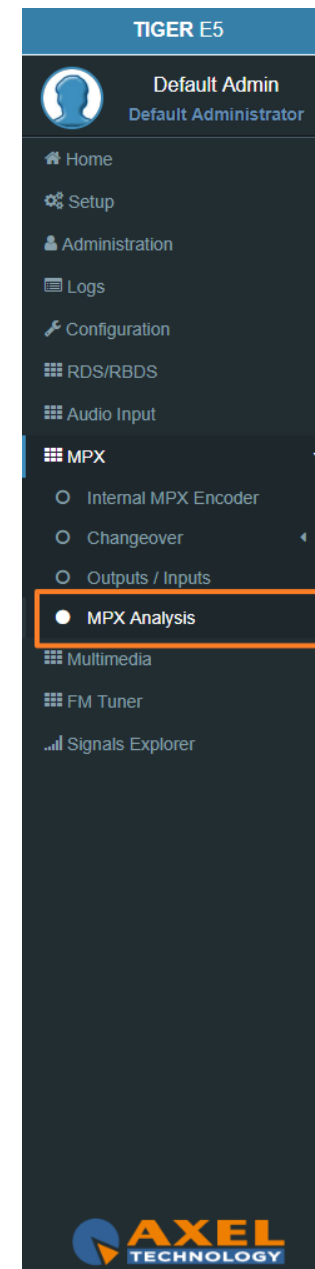 TIGER E5
Default Admin
Default Administrator
Home
Setup
Administration
Logs
Configuration
RDS/RBDS
Audio Input
MPX
Internal MPX Encoder
Changeover
Outputs / Inputs
MPX Analysis
Multimedia
FM Tuner
Signals Explorer
AXEL
TECHNOLOGY